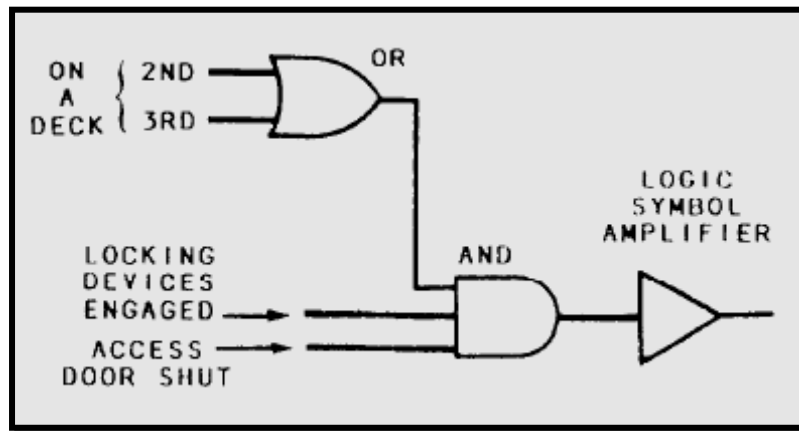 OR
ON
A
DECK
2ND
3RD
LOGIC
SYMBOL
AMPLIFIER
AND
LOCKING
DEVICES
ENGAGED
ACCESS
DOOR SHUT